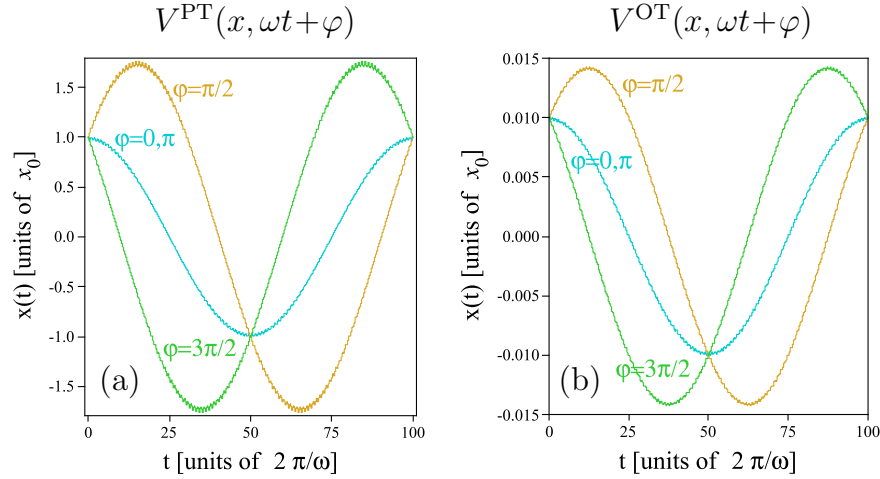 V^PT(x, ωt+φ)
V^OT(x, ωt+φ)
x(t) [units of x_0]
1.5
1.0
0.5
0.0
-0.5
-1.0
-1.5
φ=π/2
φ=0,π
φ=3π/2
(a)
0
25
50
75
100
t [units of 2 π/ω]
x(t) [units of x_0]
0.015
0.010
0.005
0.000
-0.005
-0.010
-0.015
φ=π/2
φ=0,π
φ=3π/2
(b)
0
25
50
75
100
t [units of 2 π/ω]